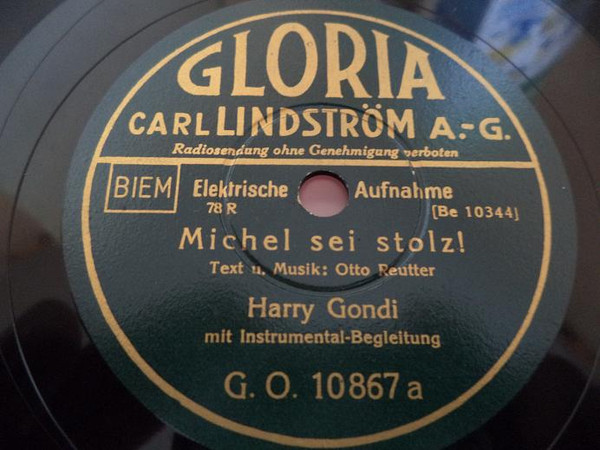 GLORIA
CARL LINDSTRÖM A.-G.
Radiosendung ohne Genehmigung verboten
BIEM Elektrische Aufnahme
78 R [Be 10344]
Michel sei stolz!
Text u. Musik: Otto Reutter
Harry Gondi
mit Instrumental-Begleitung
G. O. 10867 a